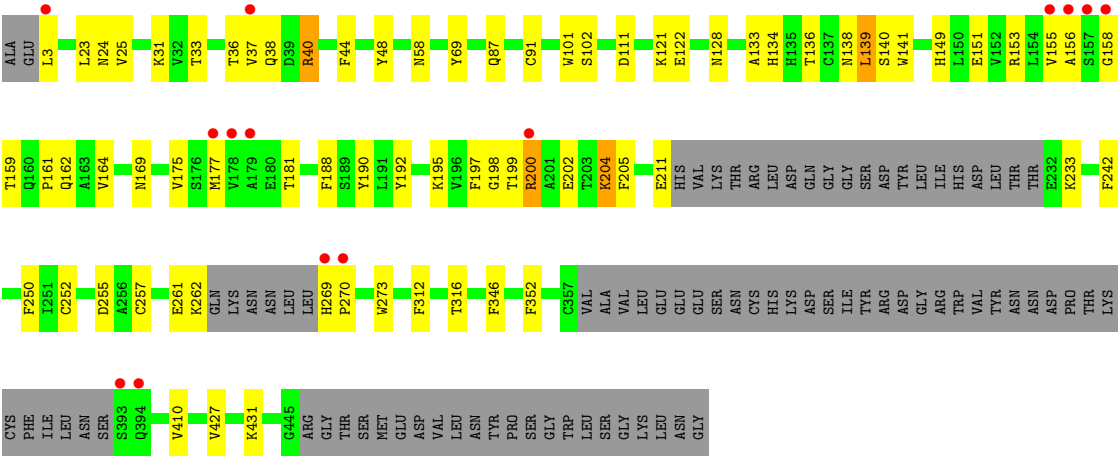 ALA GLU L3 L23 N24 V25 K31 V32 T33 T36 V37 Q38 D39 R40 F44 Y48 N58 Y69 Q87 C91 W101 S102 D111 K121 E122 N128 A133 H134 H135 T136 C137 N138 L139 S140 W141 H149 L150 E151 V152 R153 L154 V155 A156 S157 G158
T159 Q160 P161 Q162 A163 V164 N169 V175 S176 M177 V178 A179 E180 T181 F188 S189 Y190 L191 Y192 K195 V196 F197 G198 T199 R200 A201 E202 T203 K204 F205 E211 HIS VAL LYS THR ARG LEU ASP GLN GLY GLY SER ASP TYR LEU ILE HIS ASP LEU THR THR E232 K233 F242
F250 I251 C252 D255 A256 C257 E261 K262 GLN LYS ASN ASN LEU LEU H269 P270 W273 F312 T316 F346 F352 C357 VAL ALA VAL LEU GLU GLU GLU SER ASN CYS HIS LYS ASP SER ILE TYR ARG ASP GLY ARG TRP VAL TYR ASN ASN ASP PRO THR LYS
CYS PHE ILE LEU ASN SER S393 Q394 V410 V427 K431 G445 ARG GLY THR SER MET GLU ASP VAL LEU ASN TYR PRO SER GLY TRP LEU SER GLY LYS LEU ASN GLY